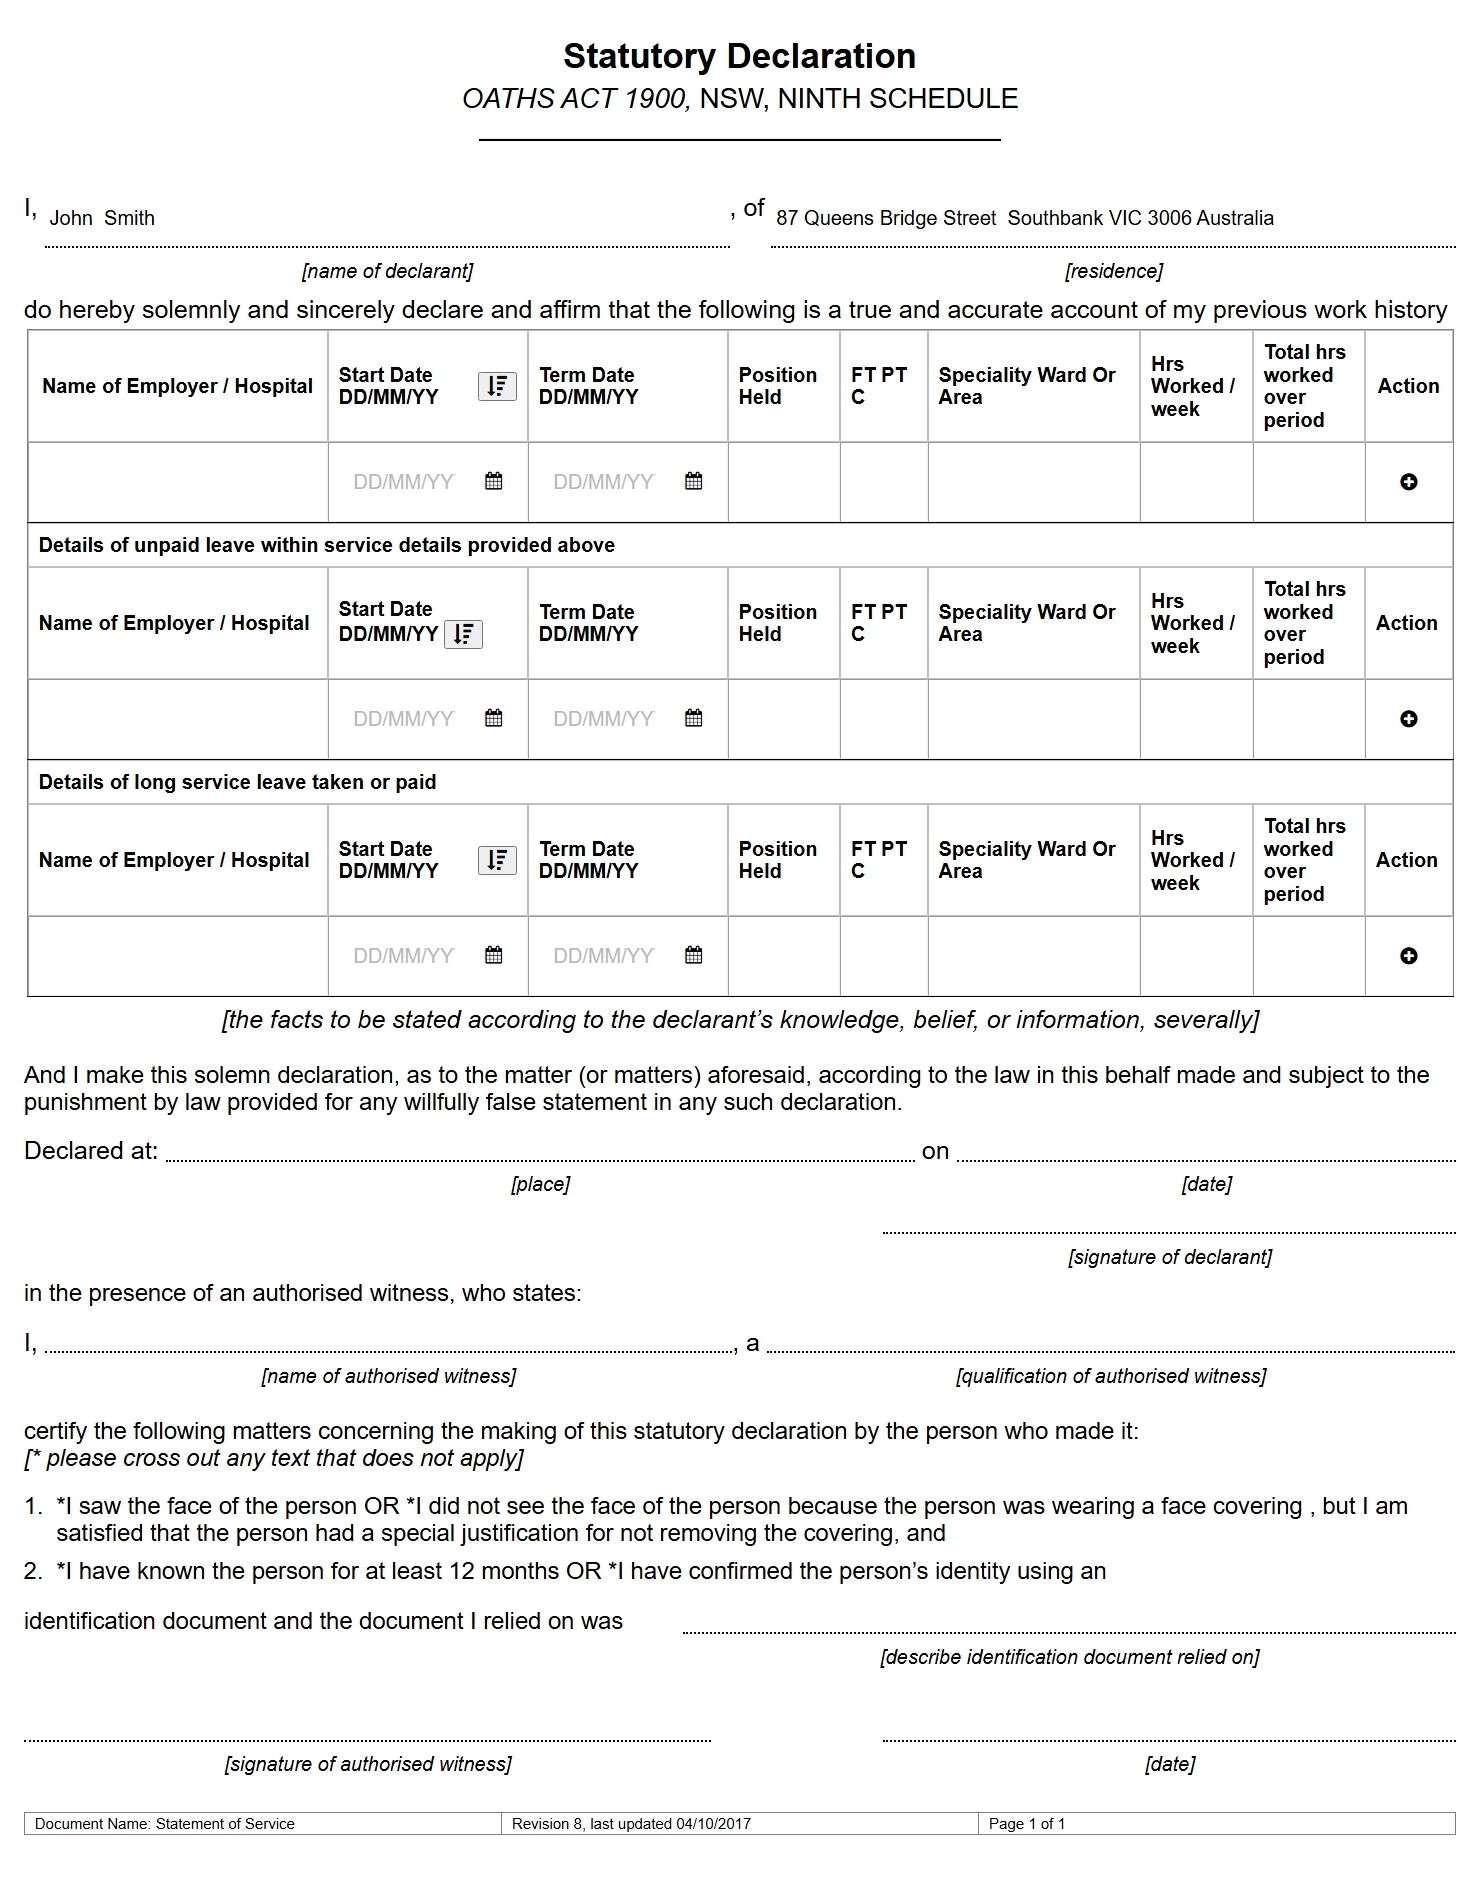 Statutory Declaration
OATHS ACT 1900, NSW, NINTH SCHEDULE
I, John  Smith , of 87 Queens Bridge Street  Southbank VIC 3006 Australia
[name of declarant] [residence]
do hereby solemnly and sincerely declare and affirm that the following is a true and accurate account of my previous work history
Name of Employer / Hospital Start Date DD/MM/YY Term Date DD/MM/YY Position Held FT PT C Speciality Ward Or Area Hrs Worked / week Total hrs worked over period Action
DD/MM/YY DD/MM/YY
Details of unpaid leave within service details provided above
Name of Employer / Hospital Start Date DD/MM/YY Term Date DD/MM/YY Position Held FT PT C Speciality Ward Or Area Hrs Worked / week Total hrs worked over period Action
DD/MM/YY DD/MM/YY
Details of long service leave taken or paid
Name of Employer / Hospital Start Date DD/MM/YY Term Date DD/MM/YY Position Held FT PT C Speciality Ward Or Area Hrs Worked / week Total hrs worked over period Action
DD/MM/YY DD/MM/YY
[the facts to be stated according to the declarant’s knowledge, belief, or information, severally]
And I make this solemn declaration, as to the matter (or matters) aforesaid, according to the law in this behalf made and subject to the
punishment by law provided for any willfully false statement in any such declaration.
Declared at: on
[place] [date]
[signature of declarant]
in the presence of an authorised witness, who states:
I, , a
[name of authorised witness] [qualification of authorised witness]
certify the following matters concerning the making of this statutory declaration by the person who made it:
[* please cross out any text that does not apply]
1. *I saw the face of the person OR *I did not see the face of the person because the person was wearing a face covering , but I am
satisfied that the person had a special justification for not removing the covering, and
2. *I have known the person for at least 12 months OR *I have confirmed the person’s identity using an
identification document and the document I relied on was
[describe identification document relied on]
[signature of authorised witness] [date]
Document Name: Statement of Service Revision 8, last updated 04/10/2017 Page 1 of 1